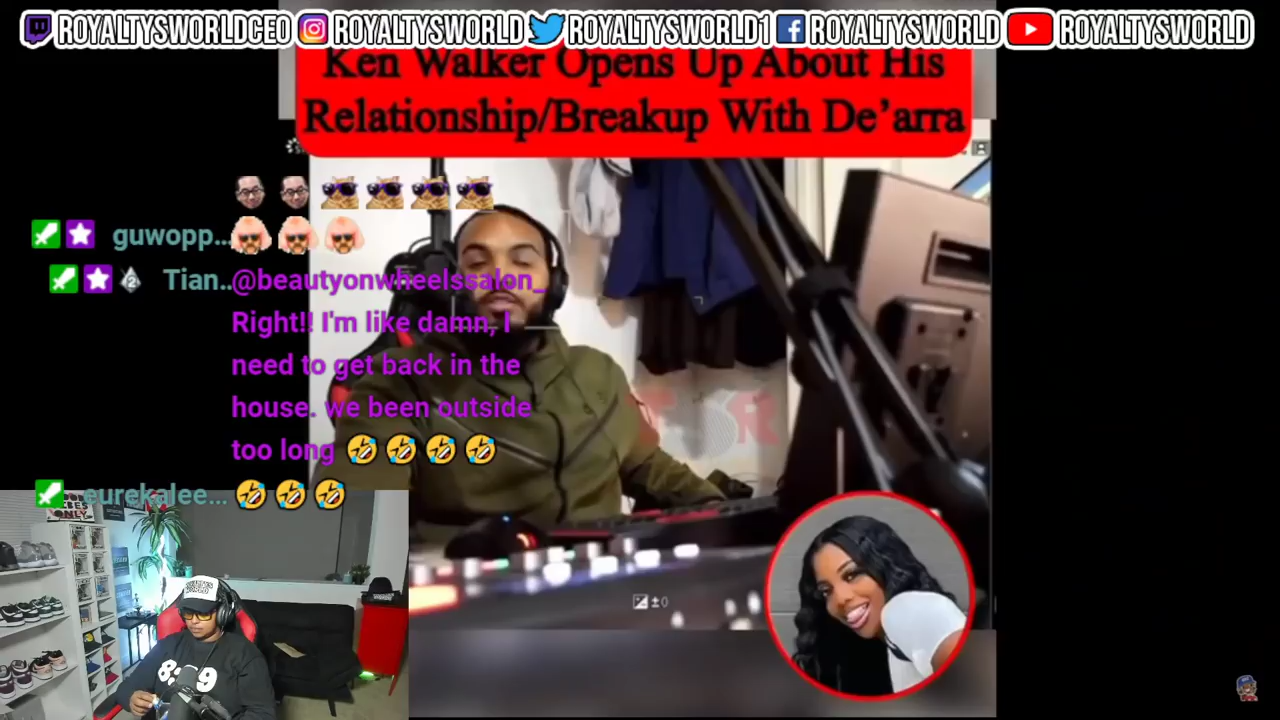 ROYALTYSWORLDCEO ROYALTYSWORLD ROYALTYSWORLD1 ROYALTYSWORLD ROYALTYSWORLD
Ken Walker Opens Up About His
Relationship/Breakup With De’arra
guwopp...
Tian.. @beautyonwheelssalon_
Right!! I'm like damn, I
need to get back in the
house. we been outside
too long
eurekalee...
±0